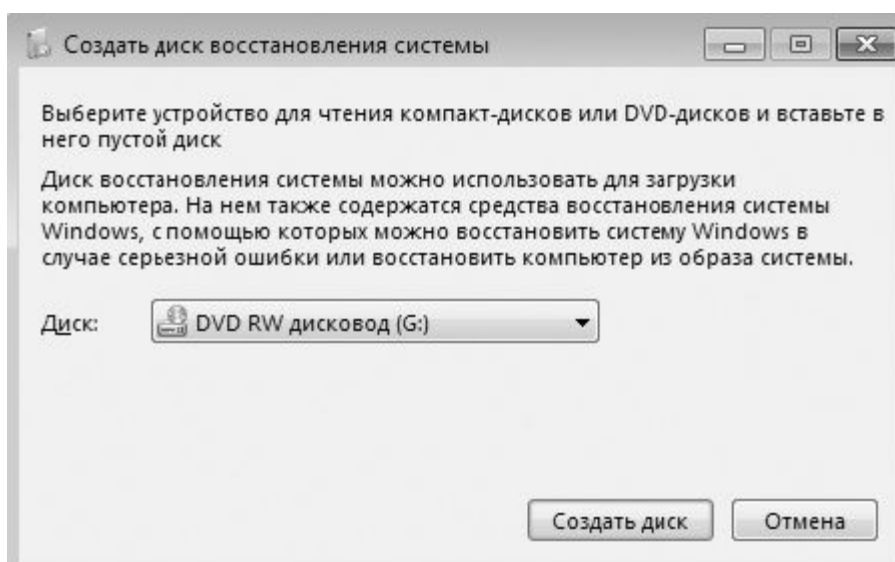 Создать диск восстановления системы
Выберите устройство для чтения компакт-дисков или DVD-дисков и вставьте в
него пустой диск
Диск восстановления системы можно использовать для загрузки
компьютера. На нем также содержатся средства восстановления системы
Windows, с помощью которых можно восстановить систему Windows в
случае серьезной ошибки или восстановить компьютер из образа системы.
Диск: DVD RW дисковод (G:)
Создать диск Отмена